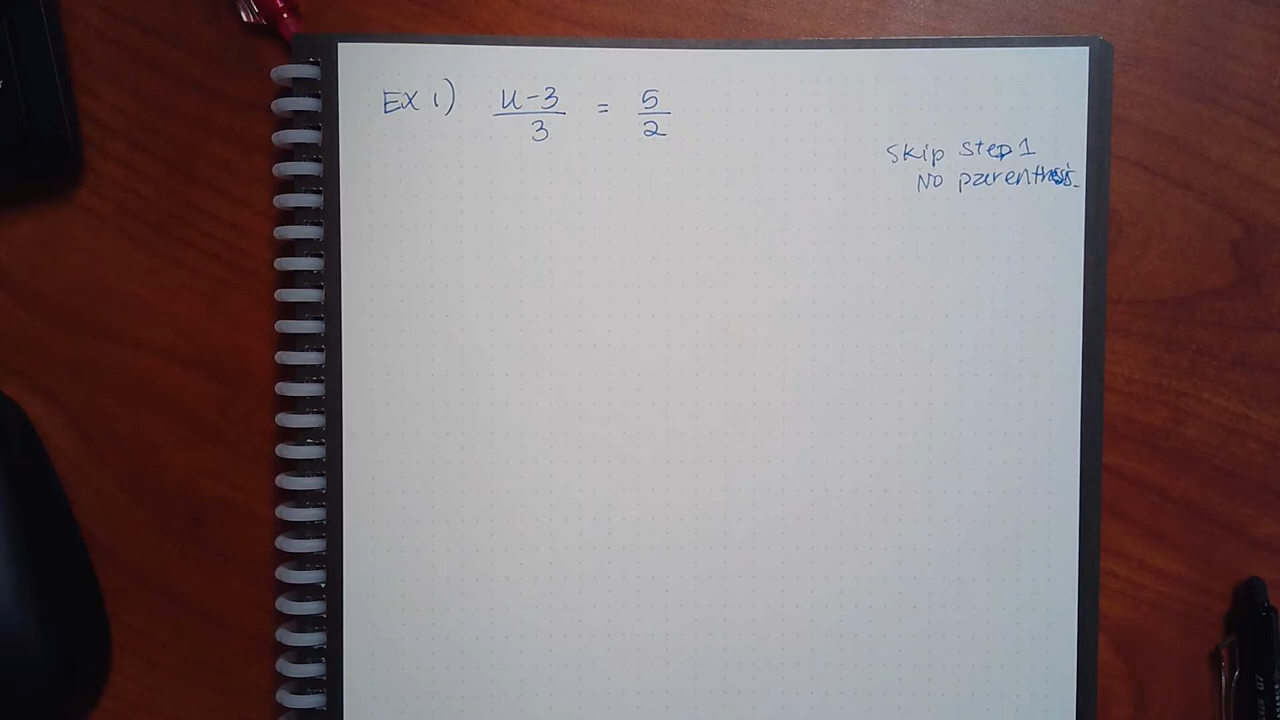 EX 1) u-3/3 = 5/2
Skip Step 1
No parenthesis.